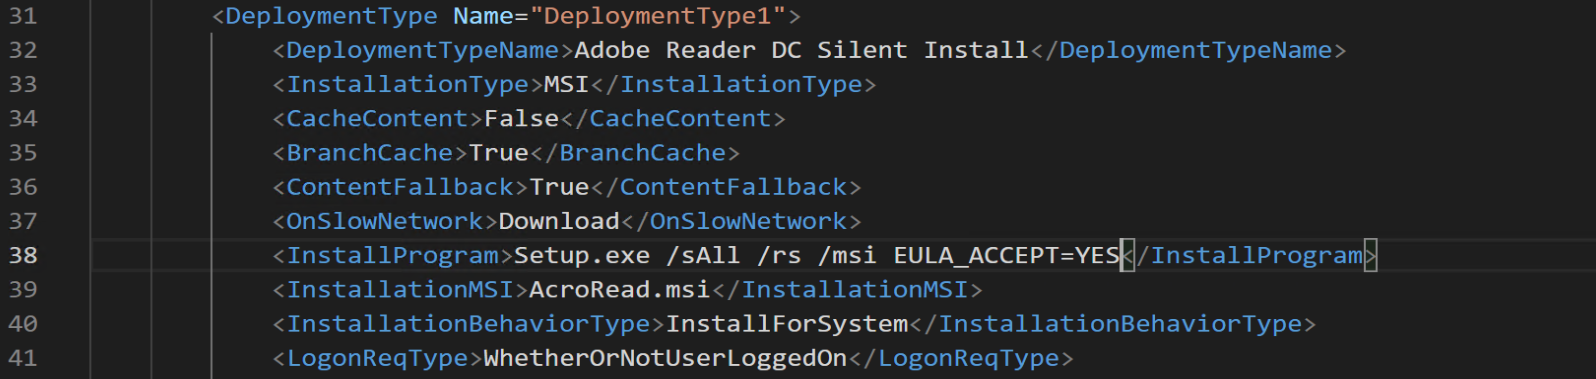 31 <DeploymentType Name="DeploymentType1">
32 <DeploymentTypeName>Adobe Reader DC Silent Install</DeploymentTypeName>
33 <InstallationType>MSI</InstallationType>
34 <CacheContent>False</CacheContent>
35 <BranchCache>True</BranchCache>
36 <ContentFallback>True</ContentFallback>
37 <OnSlowNetwork>Download</OnSlowNetwork>
38 <InstallProgram>Setup.exe /sAll /rs /msi EULA_ACCEPT=YES</InstallProgram>
39 <InstallationMSI>AcroRead.msi</InstallationMSI>
40 <InstallationBehaviorType>InstallForSystem</InstallationBehaviorType>
41 <LogonReqType>WhetherOrNotUserLoggedOn</LogonReqType>